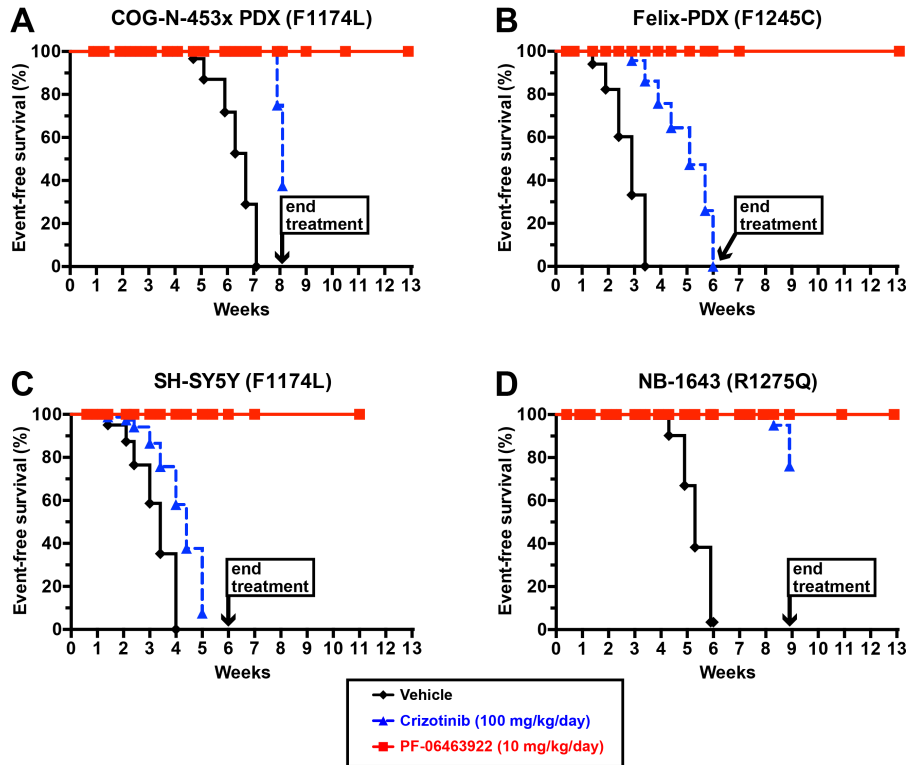 A
COG-N-453x PDX (F1174L)
Event-free survival (%)
100
80
60
40
20
0
0 1 2 3 4 5 6 7 8 9 10 11 12 13
Weeks
end
treatment
B
Felix-PDX (F1245C)
Event-free survival (%)
100
80
60
40
20
0
0 1 2 3 4 5 6 7 8 9 10 11 12 13
Weeks
end
treatment
C
SH-SY5Y (F1174L)
Event-free survival (%)
100
80
60
40
20
0
0 1 2 3 4 5 6 7 8 9 10 11 12 13
Weeks
end
treatment
D
NB-1643 (R1275Q)
Event-free survival (%)
100
80
60
40
20
0
0 1 2 3 4 5 6 7 8 9 10 11 12 13
Weeks
end
treatment
Vehicle
Crizotinib (100 mg/kg/day)
PF-06463922 (10 mg/kg/day)